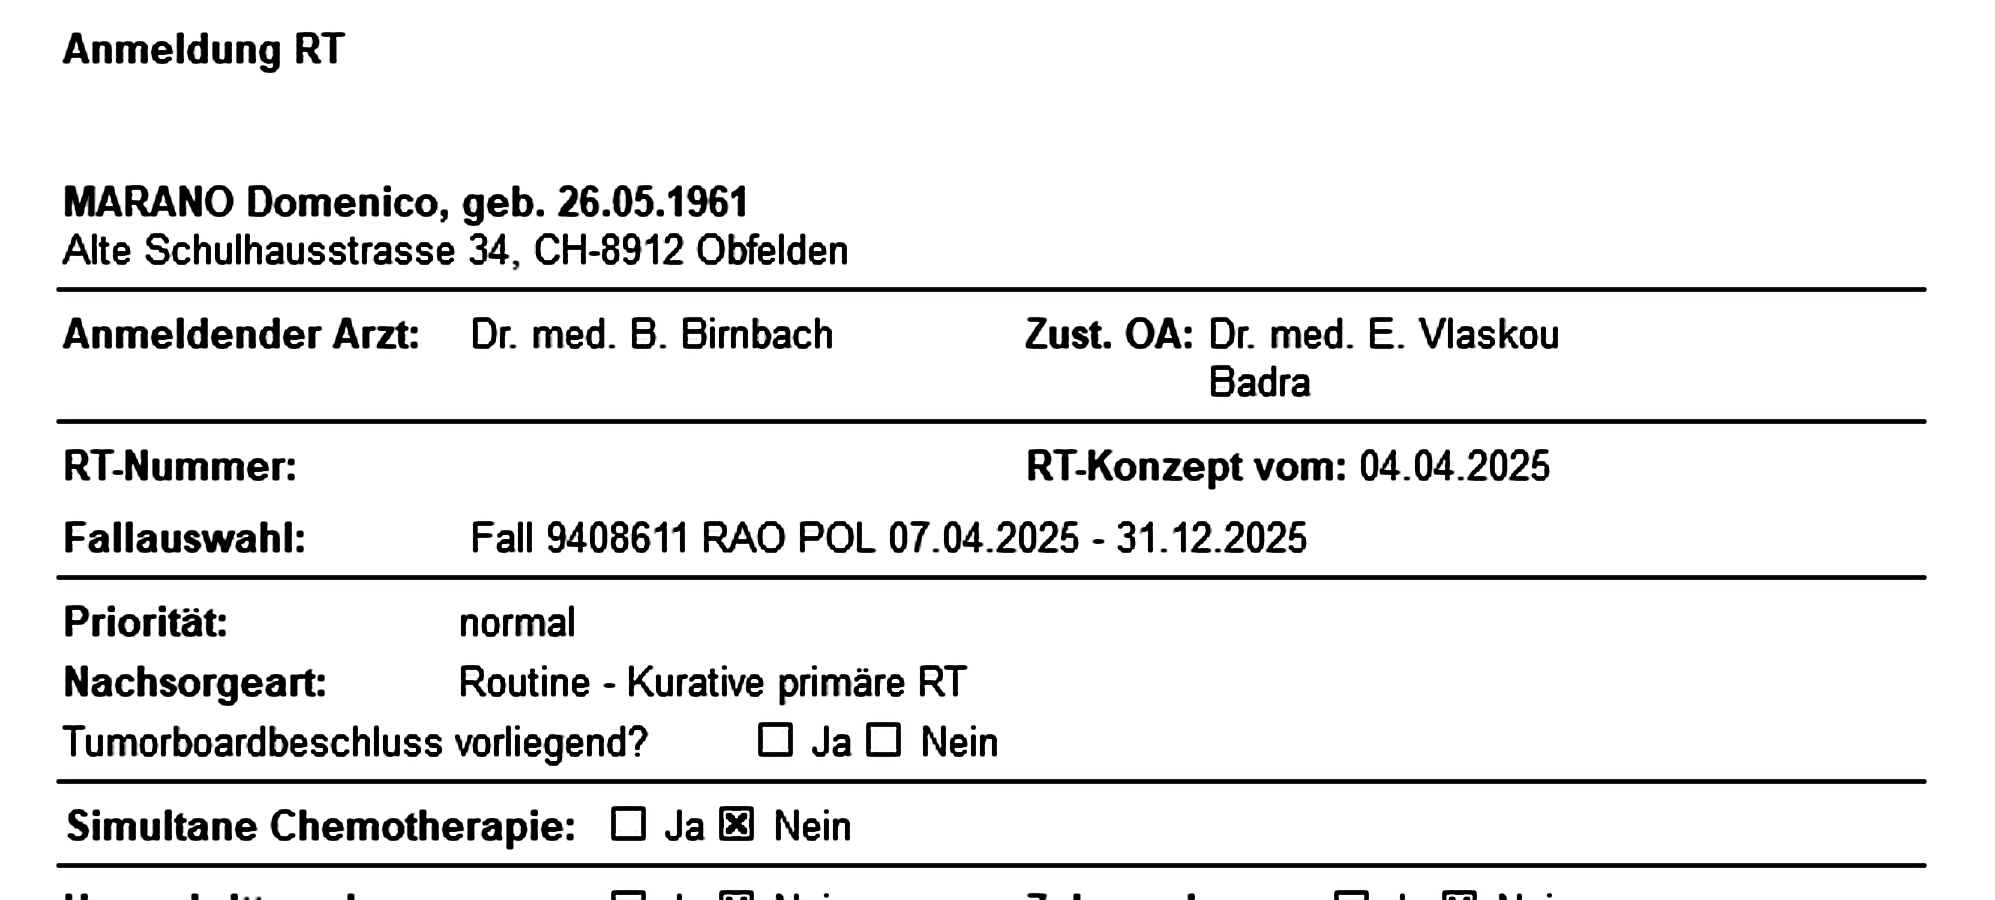 Anmeldung RT
MARANO Domenico, geb. 26.05.1961
Alte Schulhausstrasse 34, CH-8912 Obfelden
Anmeldender Arzt: Dr. med. B. Birnbach Zust. OA: Dr. med. E. Vlaskou
Badra
RT-Nummer: RT-Konzept vom: 04.04.2025
Fallauswahl: Fall 9408611 RAO POL 07.04.2025 - 31.12.2025
Priorität: normal
Nachsorgeart: Routine - Kurative primäre RT
Tumorboardbeschluss vorliegend? ☐ Ja ☐ Nein
Simultane Chemotherapie: ☐ Ja ☒ Nein